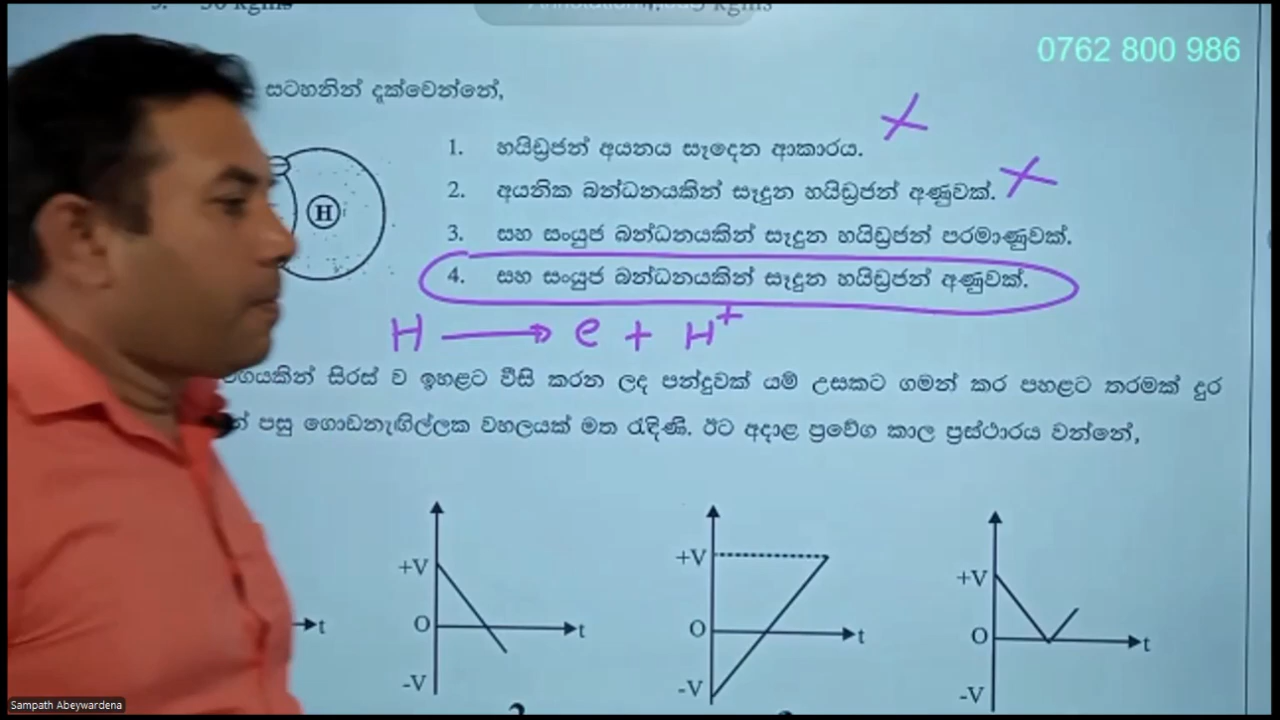 0762 800 986
සටහනින් දැක්වෙන්නේ,
1. හයිඩ්‍රජන් අයනය සෑදෙන ආකාරය.
2. අයනික බන්ධනයකින් සෑදුන හයිඩ්‍රජන් අණුවක්.
3. සහ සංයුජ බන්ධනයකින් සෑදුන හයිඩ්‍රජන් පරමාණුවක්.
4. සහ සංයුජ බන්ධනයකින් සෑදුන හයිඩ්‍රජන් අණුවක්.
H
H → e + H+
සිරස් ව ඉහළට වීසි කරන ලද පන්දුවක් යම් උසකට ගමන් කර පහළට තරමක් දුර
පසු ගොඩනැඟිල්ලක වහලයක් මත රැඳිණි. ඊට අදාළ ප්‍රවේග කාල ප්‍රස්ථාරය වන්නේ,
+V +V +V
t O t O t O t
-V -V -V
Sampath Abeywardena